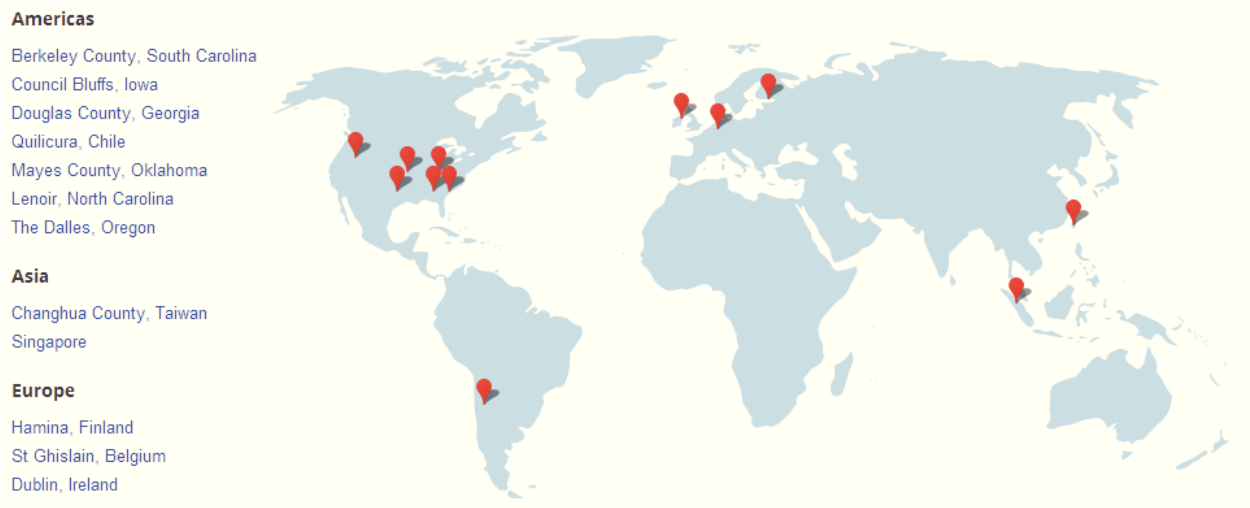 Americas
Berkeley County, South Carolina
Council Bluffs, Iowa
Douglas County, Georgia
Quilicura, Chile
Mayes County, Oklahoma
Lenoir, North Carolina
The Dalles, Oregon
Asia
Changhua County, Taiwan
Singapore
Europe
Hamina, Finland
St Ghislain, Belgium
Dublin, Ireland